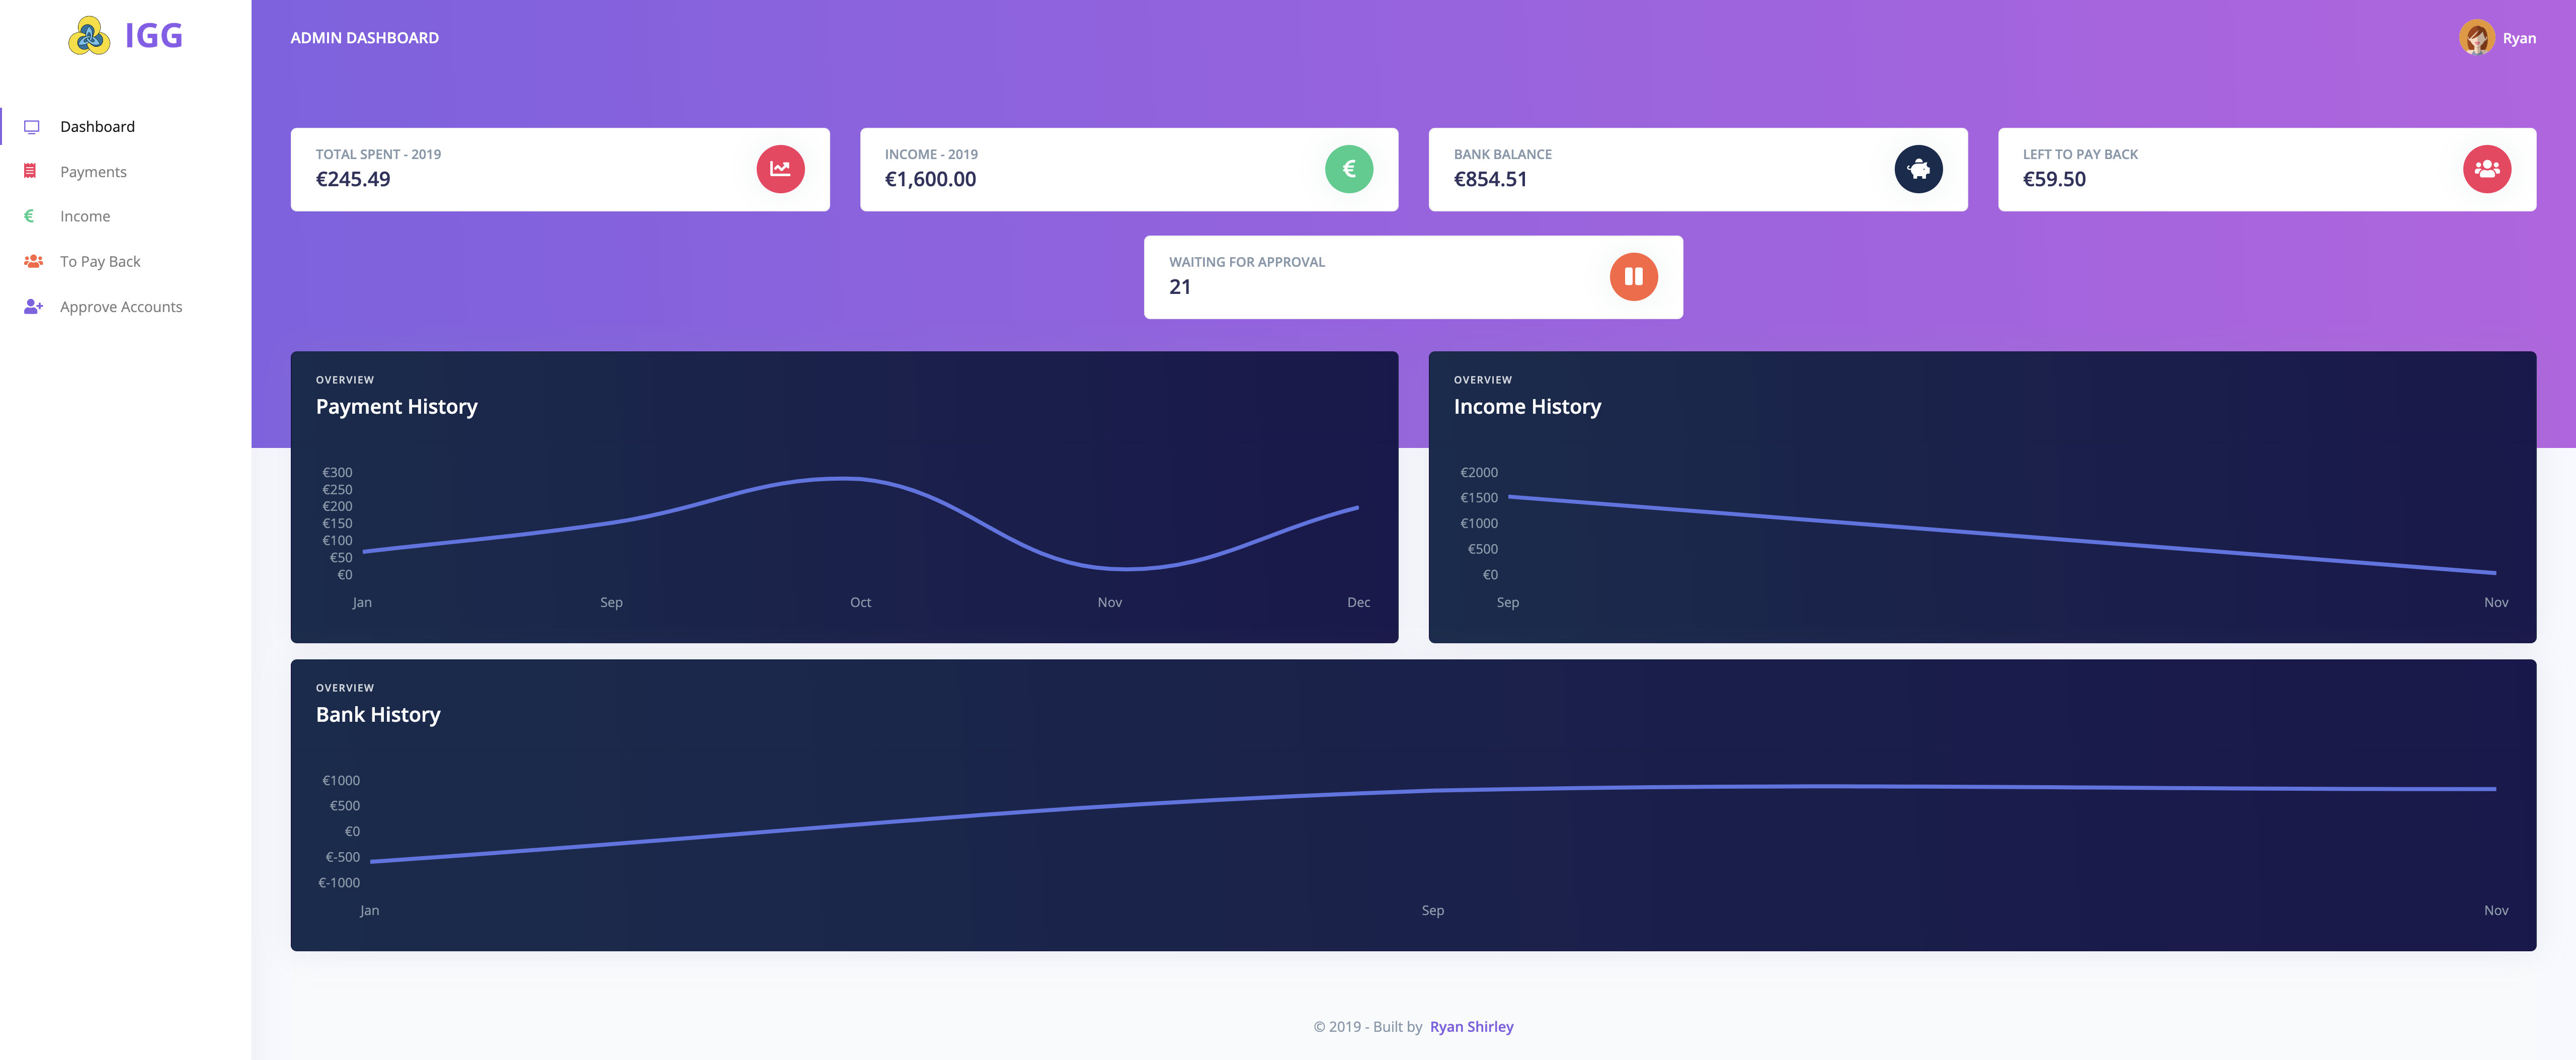 IGG
ADMIN DASHBOARD
Ryan
Dashboard
Payments
Income
To Pay Back
Approve Accounts
TOTAL SPENT - 2019
€245.49
INCOME - 2019
€1,600.00
BANK BALANCE
€854.51
LEFT TO PAY BACK
€59.50
WAITING FOR APPROVAL
21
OVERVIEW
Payment History
€300
€250
€200
€150
€100
€50
€0
Jan Sep Oct Nov Dec
OVERVIEW
Income History
€2000
€1500
€1000
€500
€0
Sep Nov
OVERVIEW
Bank History
€1000
€500
€0
€-500
€-1000
Jan Sep Nov
© 2019 - Built by Ryan Shirley